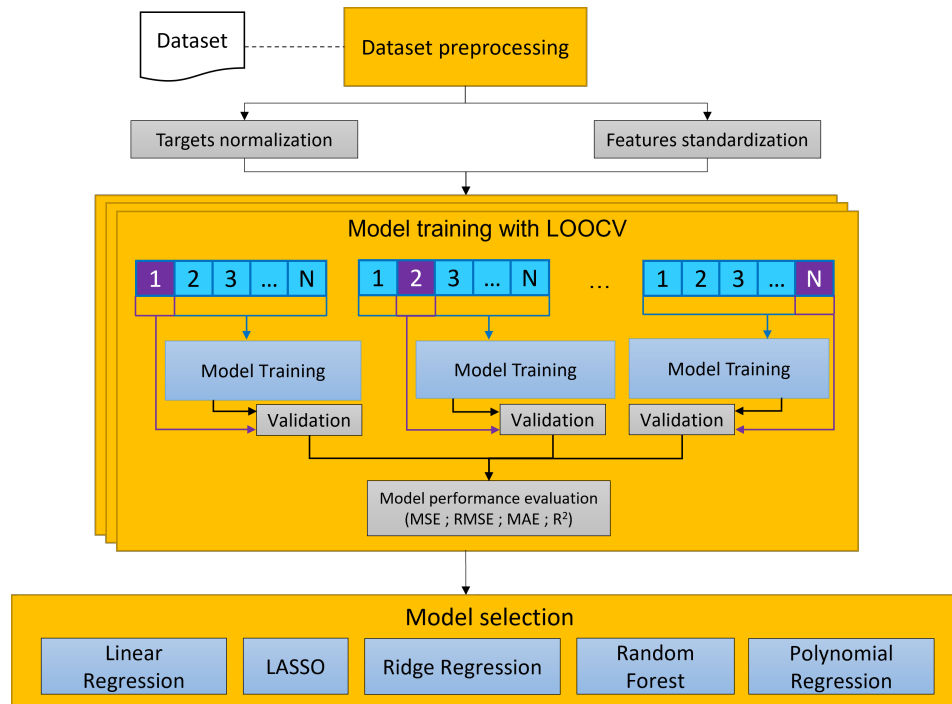 Dataset
Dataset preprocessing
Targets normalization
Features standardization
Model training with LOOCV
1 2 3 ... N
1 2 3 ... N
...
1 2 3 ... N
Model Training
Model Training
Model Training
Validation
Validation
Validation
Model performance evaluation
(MSE ; RMSE ; MAE ; R²)
Model selection
Linear
Regression
LASSO
Ridge Regression
Random
Forest
Polynomial
Regression